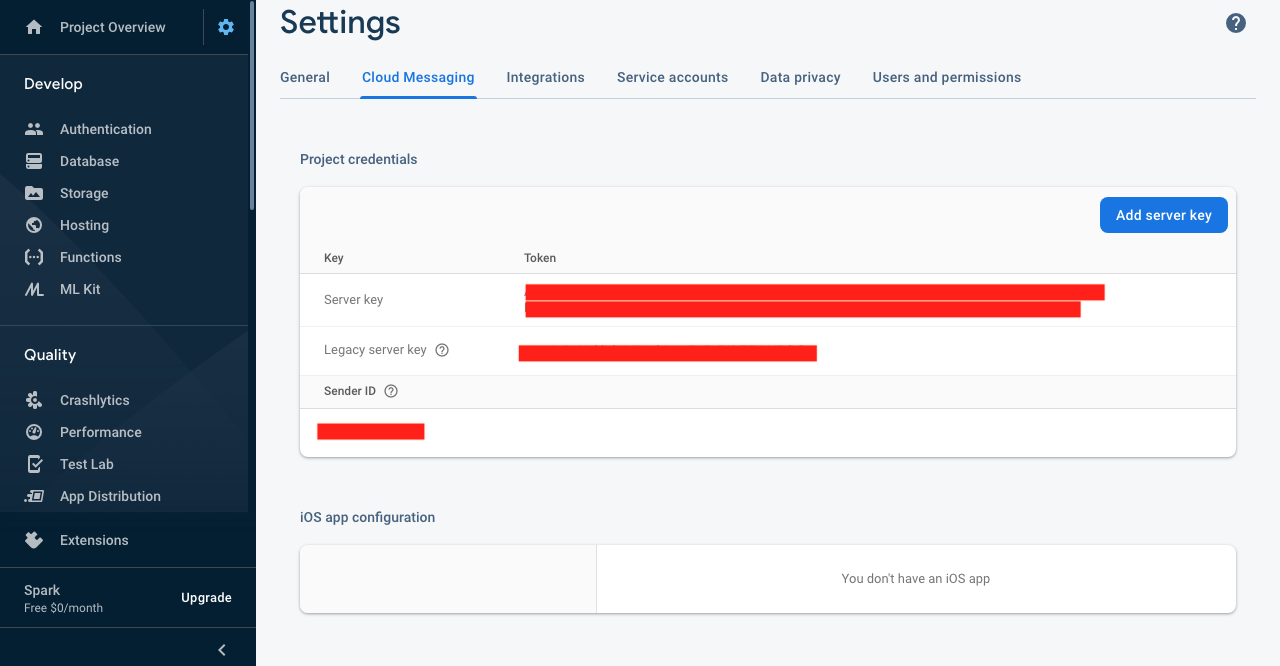 Project Overview
Develop
Authentication
Database
Storage
Hosting
Functions
ML Kit
Quality
Crashlytics
Performance
Test Lab
App Distribution
Extensions
Spark
Free $0/month
Upgrade
Settings
General Cloud Messaging Integrations Service accounts Data privacy Users and permissions
Project credentials
Add server key
Key Token
Server key
Legacy server key
Sender ID
iOS app configuration
You don't have an iOS app